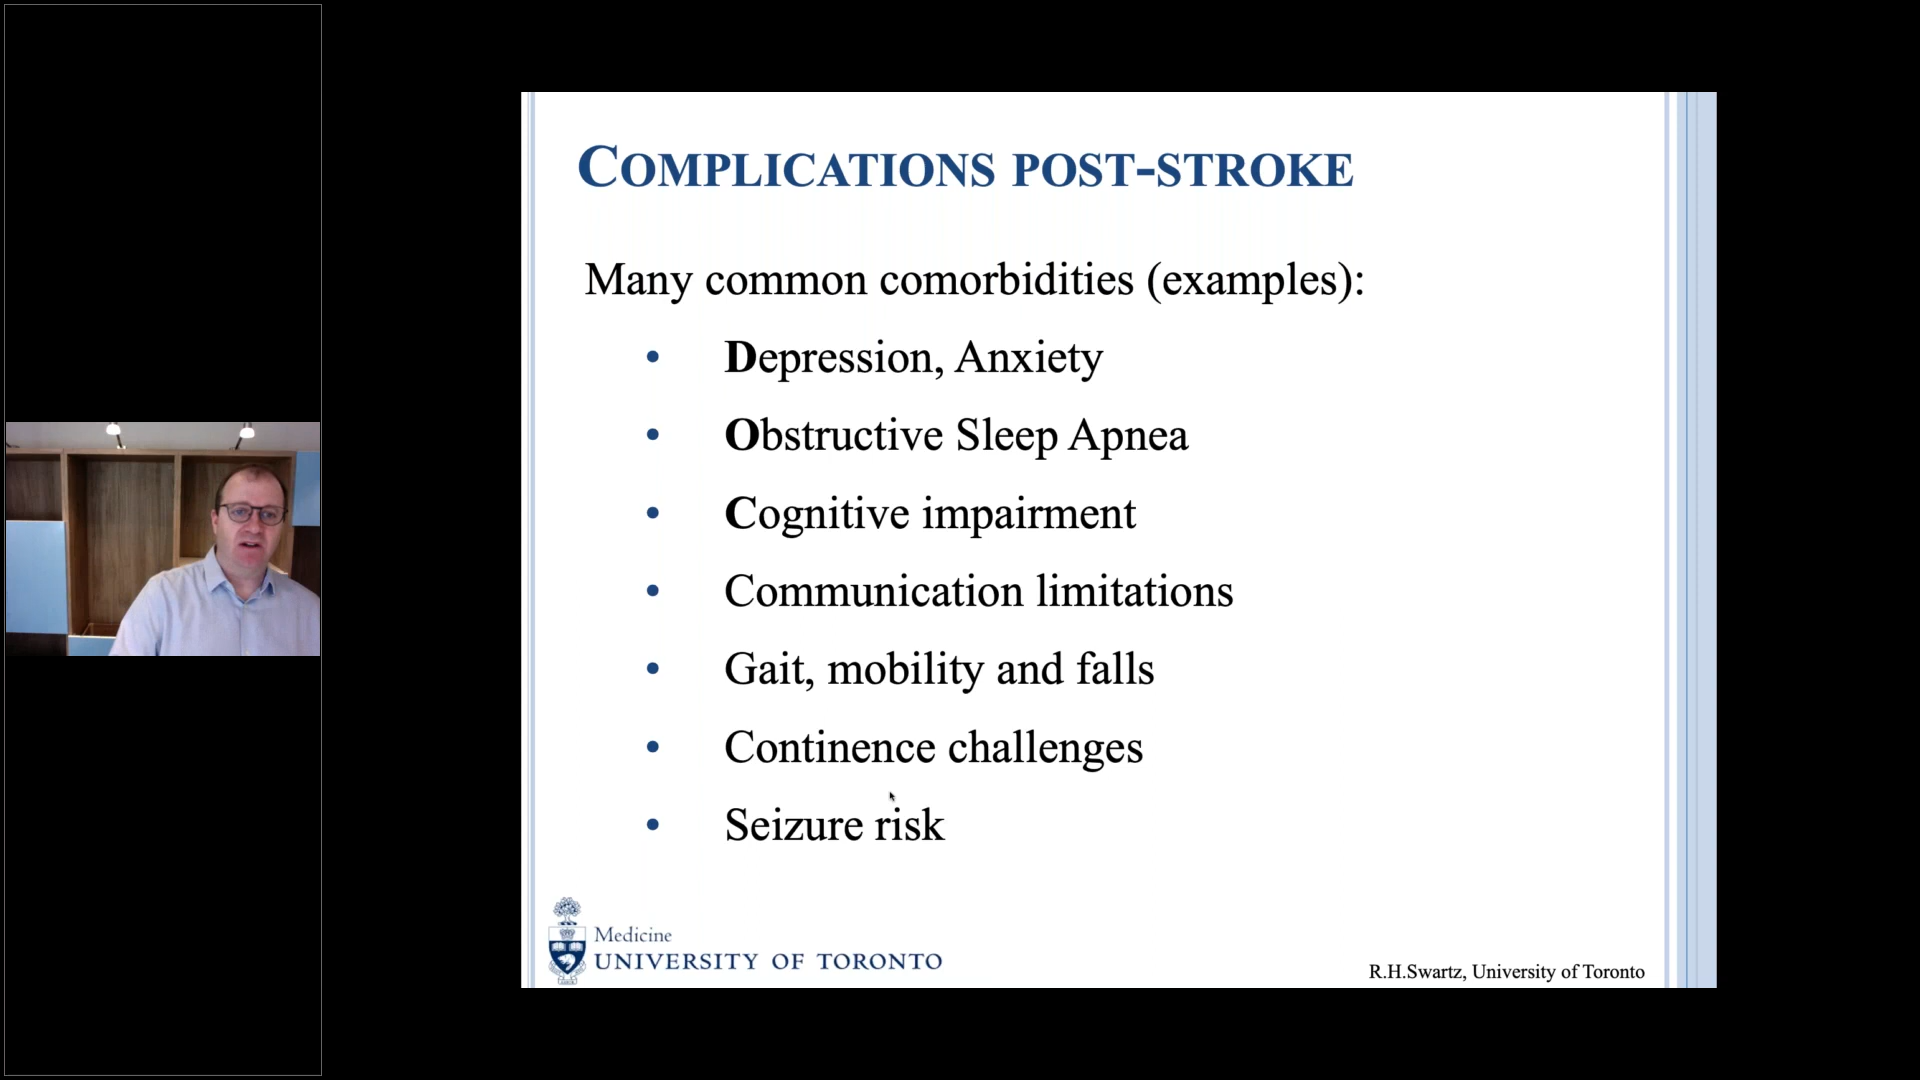 COMPLICATIONS POST-STROKE
Many common comorbidities (examples):
• Depression, Anxiety
• Obstructive Sleep Apnea
• Cognitive impairment
• Communication limitations
• Gait, mobility and falls
• Continence challenges
• Seizure risk
Medicine
UNIVERSITY OF TORONTO
R.H.Swartz, University of Toronto